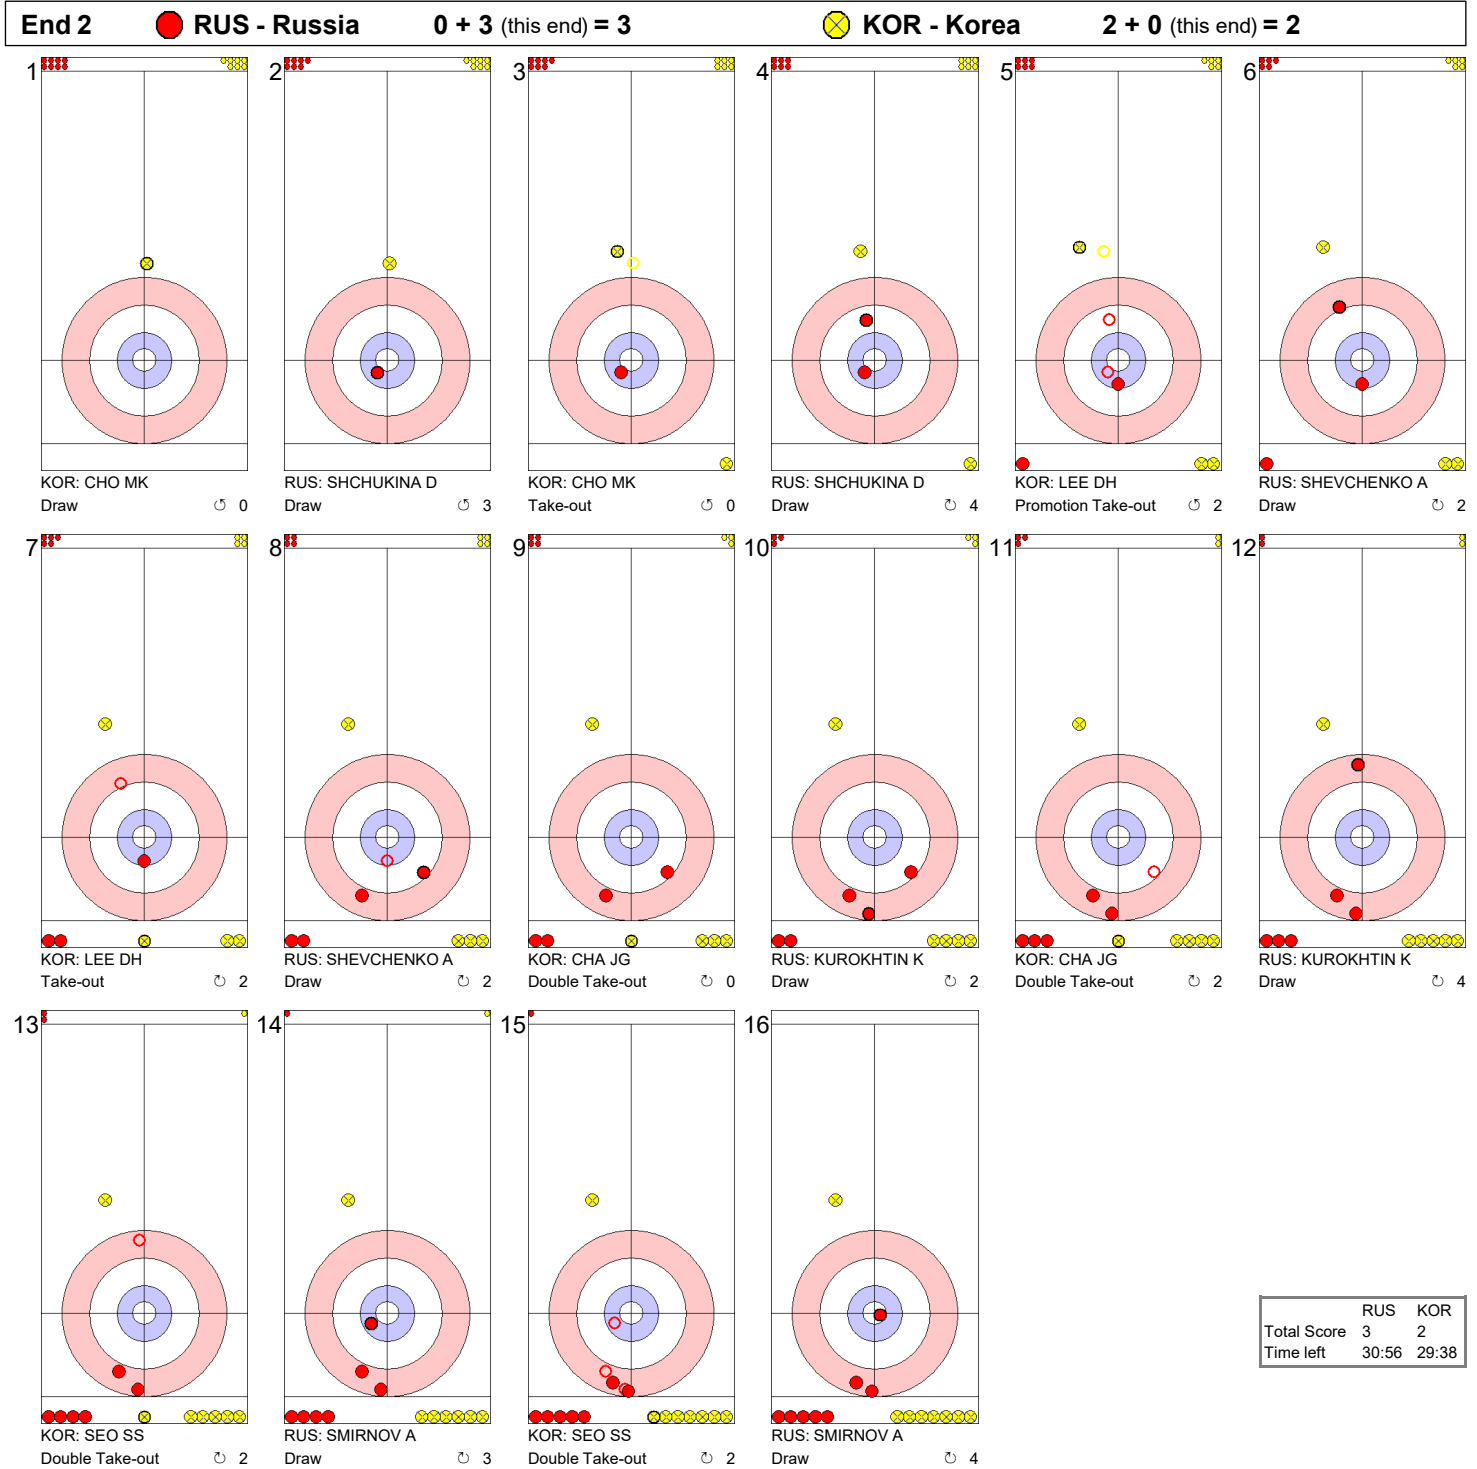 End 2 RUS - Russia 0 + 3 (this end) = 3 KOR - Korea 2 + 0 (this end) = 2
1 2 3 4 5 6
KOR: CHO MK RUS: SHCHUKINA D KOR: CHO MK RUS: SHCHUKINA D KOR: LEE DH RUS: SHEVCHENKO A
Draw ↺ 0 Draw ↺ 3 Take-out ↻ 0 Draw ↻ 4 Promotion Take-out ↺ 2 Draw ↻ 2
7 8 9 10 11 12
KOR: LEE DH RUS: SHEVCHENKO A KOR: CHA JG RUS: KUROKHTIN K KOR: CHA JG RUS: KUROKHTIN K
Take-out ↻ 2 Draw ↻ 2 Double Take-out ↻ 0 Draw ↻ 2 Double Take-out ↻ 2 Draw ↻ 4
13 14 15 16
RUS KOR
Total Score 3 2
Time left 30:56 29:38
KOR: SEO SS RUS: SMIRNOV A KOR: SEO SS RUS: SMIRNOV A
Double Take-out ↻ 2 Draw ↻ 3 Double Take-out ↻ 2 Draw ↻ 4